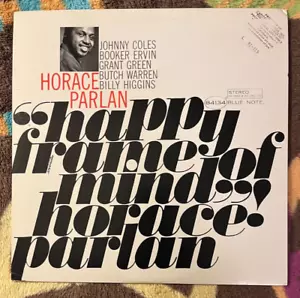 JOHNNY COLES
BOOKER ERVIN
GRANT GREEN
BUTCH WARREN
BILLY HIGGINS
HORACE
PARLAN
STEREO
84134 BLUE NOTE
“happy
frame of
mind”
horace
parlan